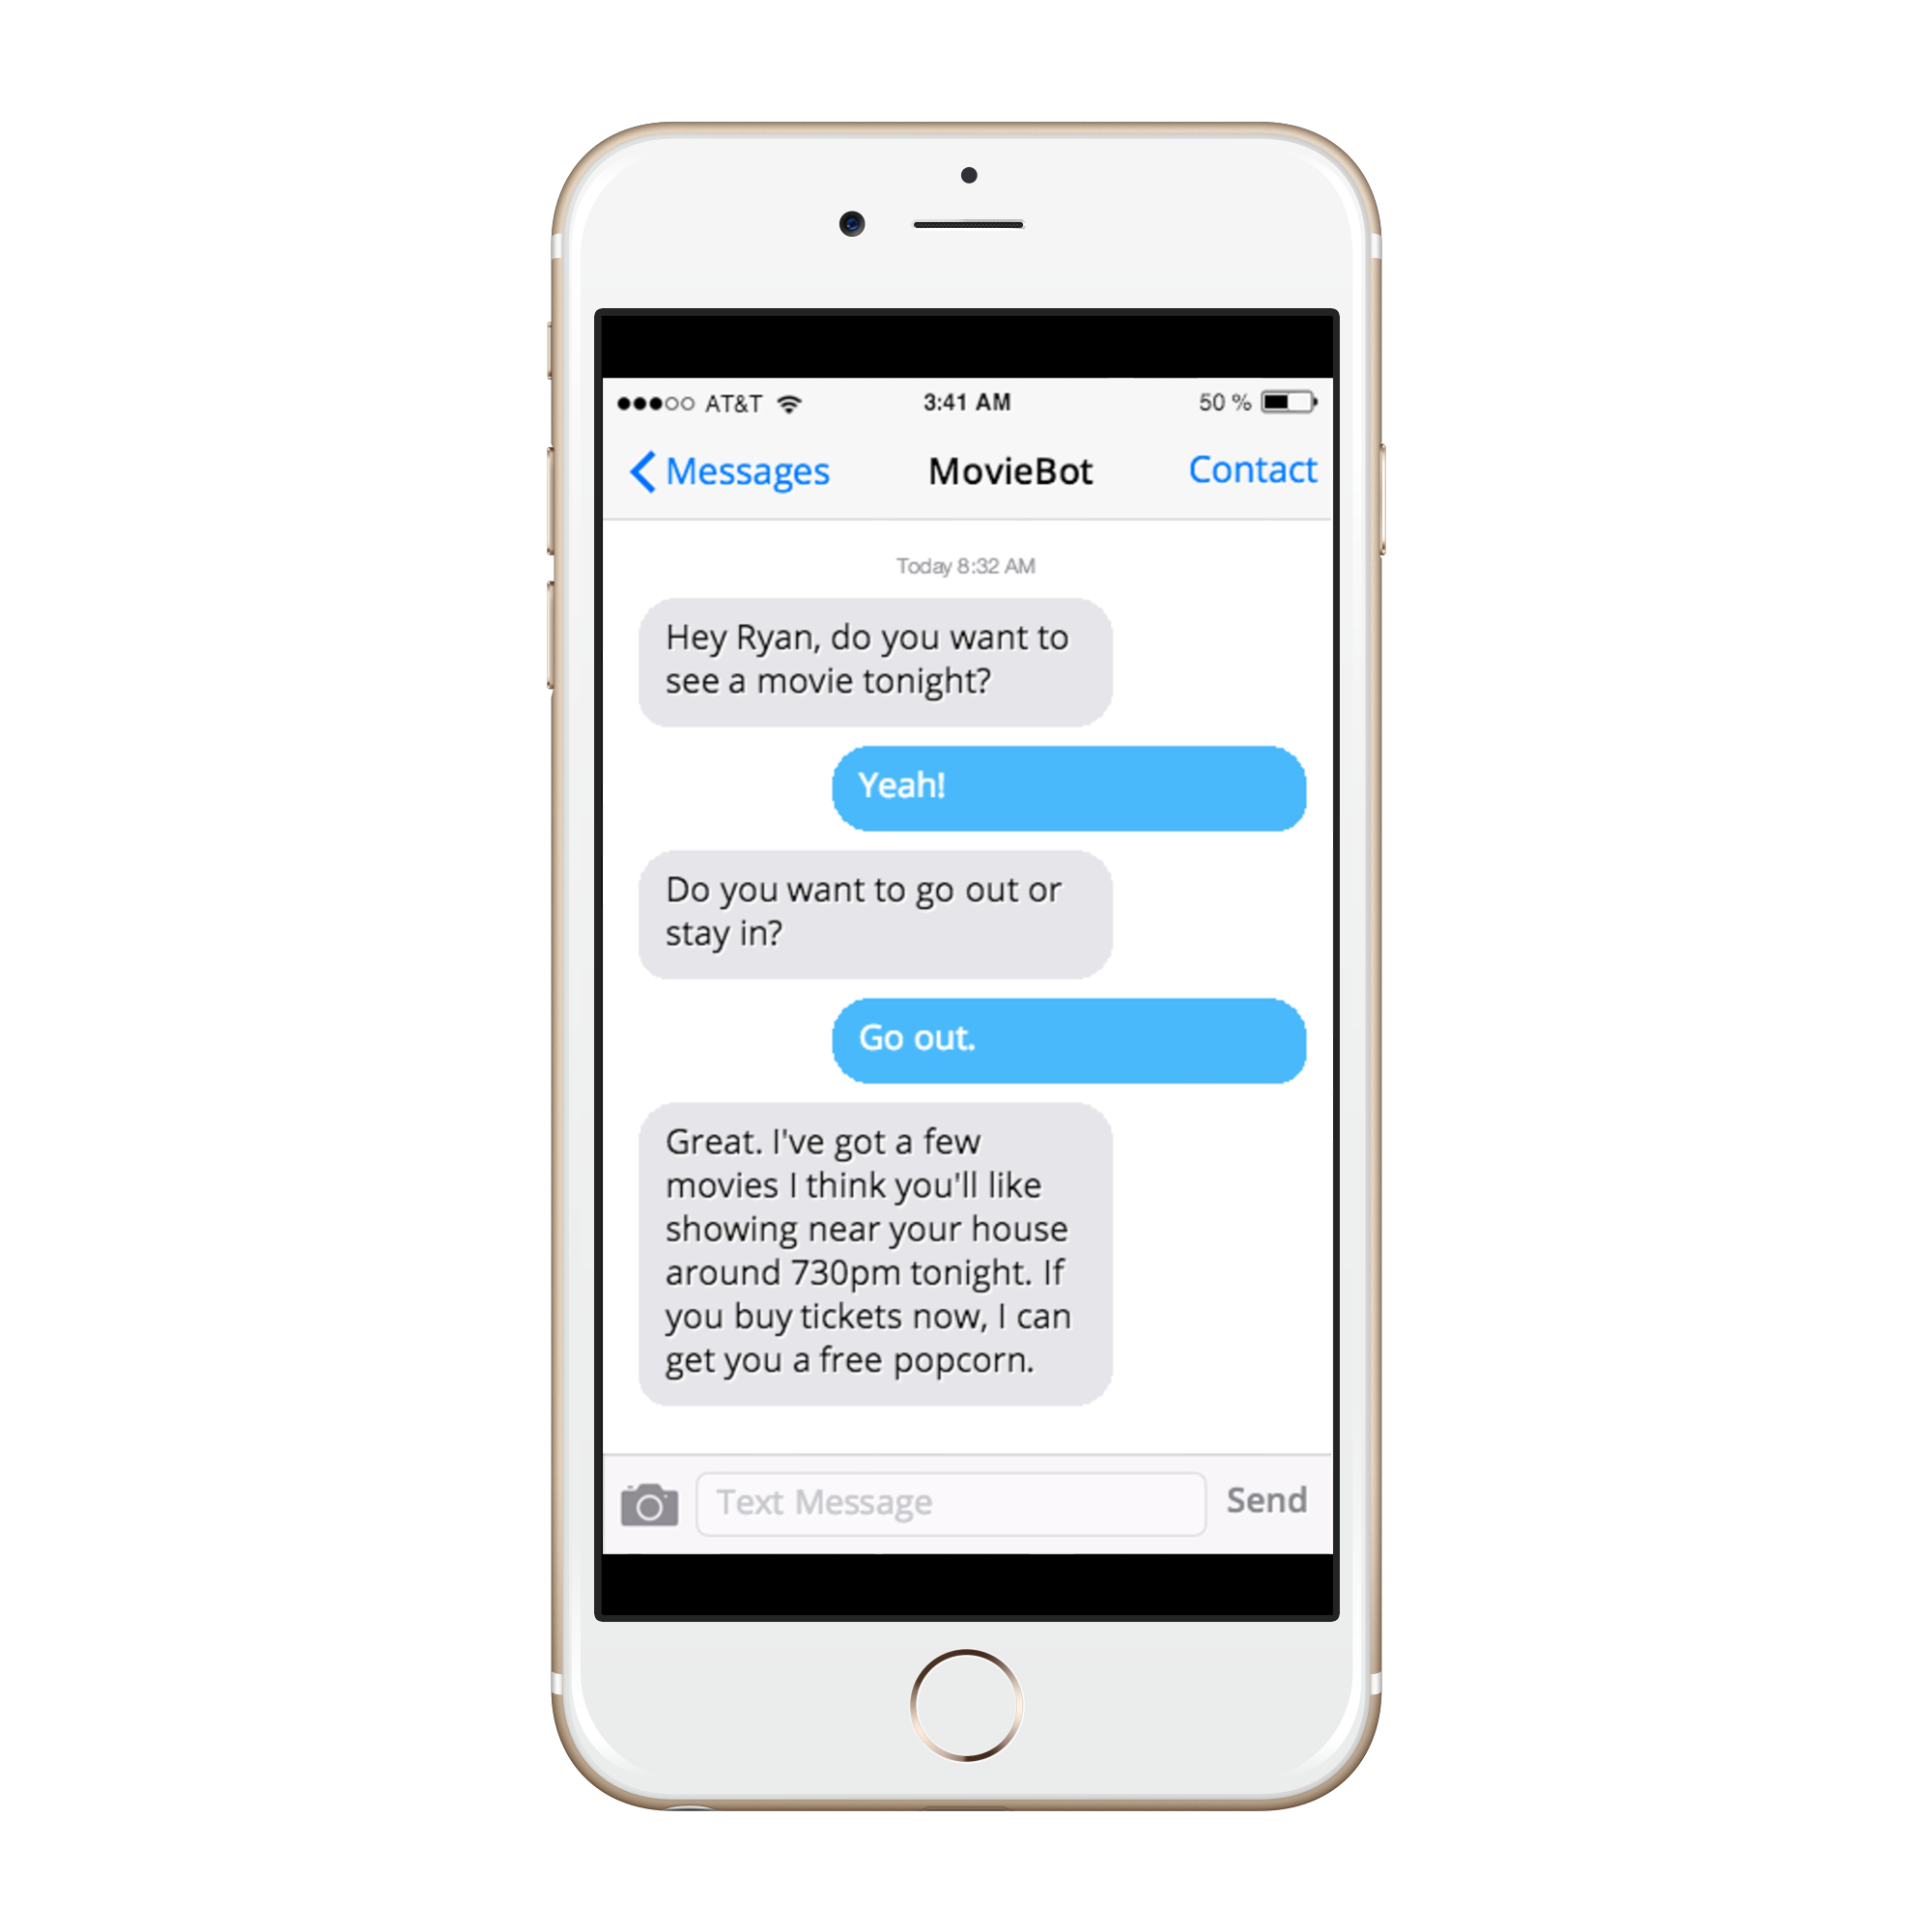 AT&T 3:41 AM 50 %
Messages MovieBot Contact
Today 8:32 AM
Hey Ryan, do you want to
see a movie tonight?
Yeah!
Do you want to go out or
stay in?
Go out.
Great. I've got a few
movies I think you'll like
showing near your house
around 730pm tonight. If
you buy tickets now, I can
get you a free popcorn.
Text Message Send